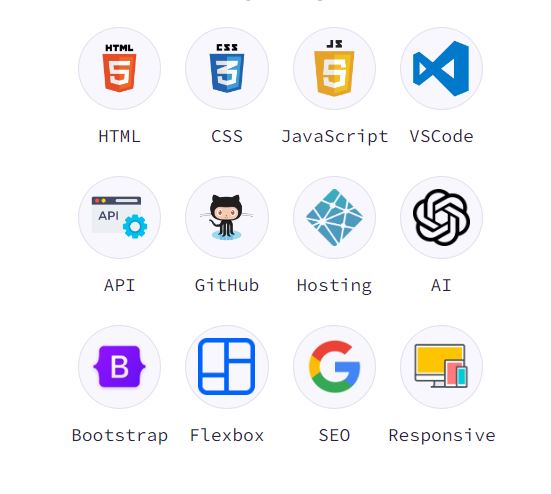 HTML CSS JS
5 3 5
HTML CSS JavaScript VSCode
API
API GitHub Hosting AI
B G
Bootstrap Flexbox SEO Responsive